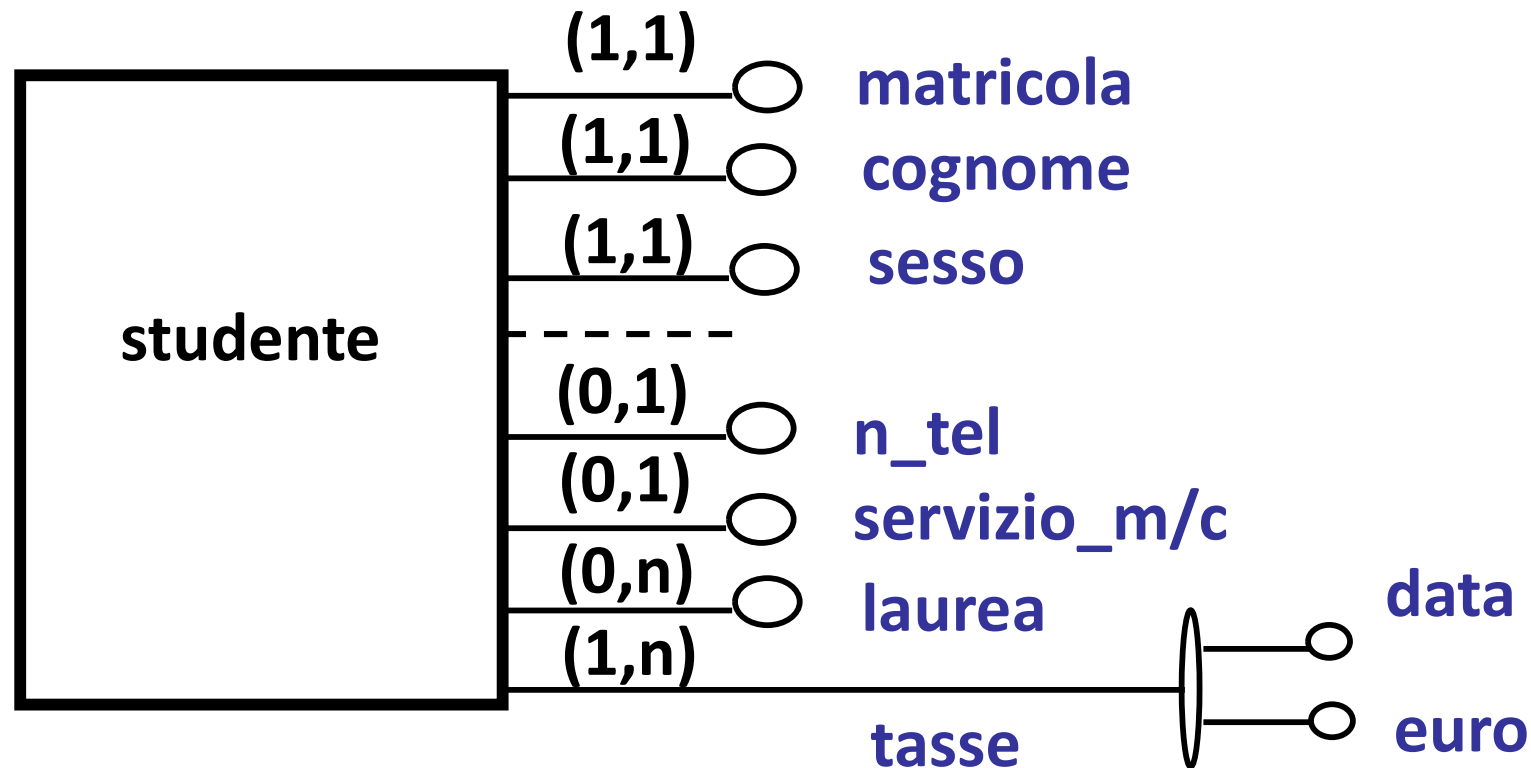 (1,1) matricola
(1,1) cognome
(1,1) sesso
studente
(0,1) n_tel
(0,1) servizio_m/c
(0,n) laurea
data
(1,n) tasse
euro